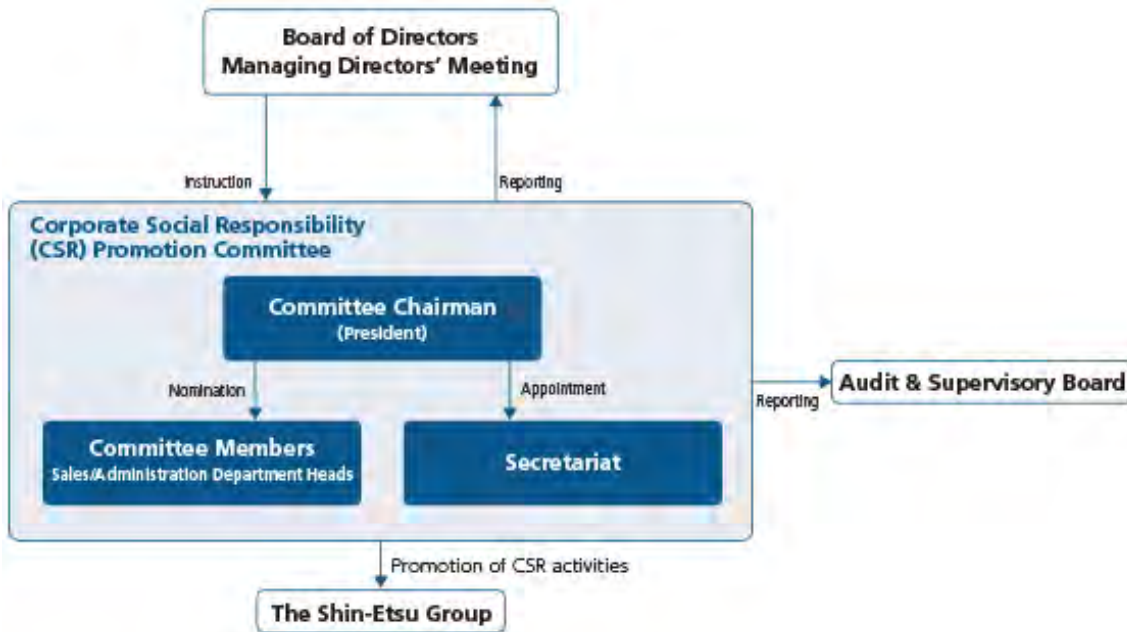 Board of Directors
Managing Directors’ Meeting
Instruction
Reporting
Corporate Social Responsibility
(CSR) Promotion Committee
Committee Chairman
(President)
Nomination
Appointment
Reporting
Audit & Supervisory Board
Committee Members
Sales/Administration Department Heads
Secretariat
Promotion of CSR activities
The Shin-Etsu Group